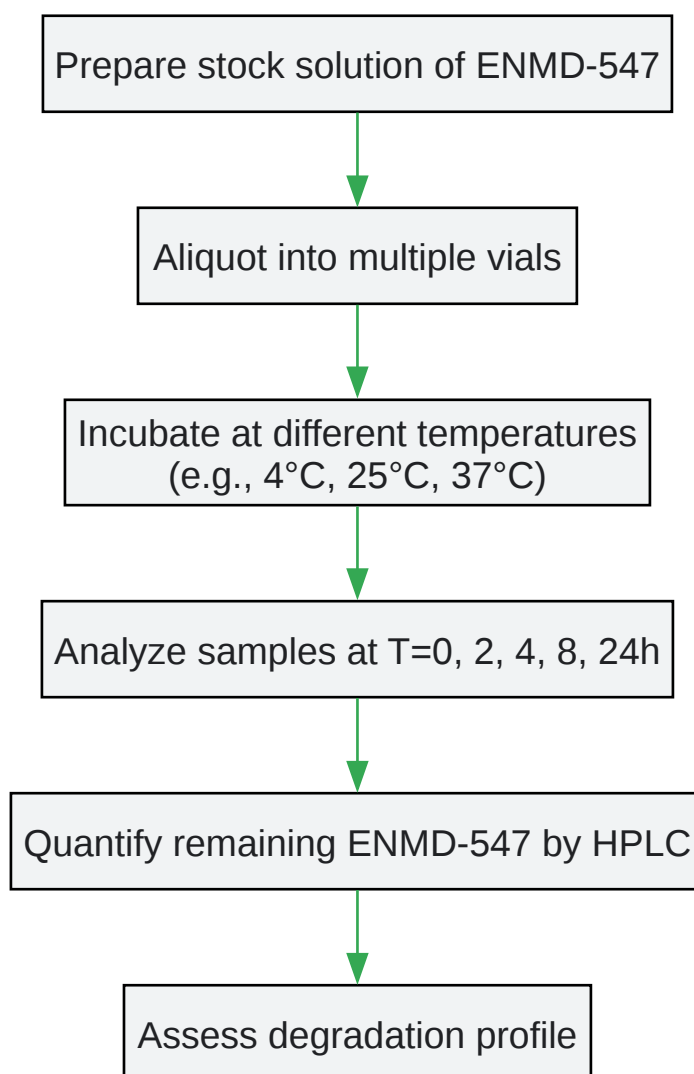 Prepare stock solution of ENMD-547
Aliquot into multiple vials
Incubate at different temperatures
(e.g., 4°C, 25°C, 37°C)
Analyze samples at T=0, 2, 4, 8, 24h
Quantify remaining ENMD-547 by HPLC
Assess degradation profile